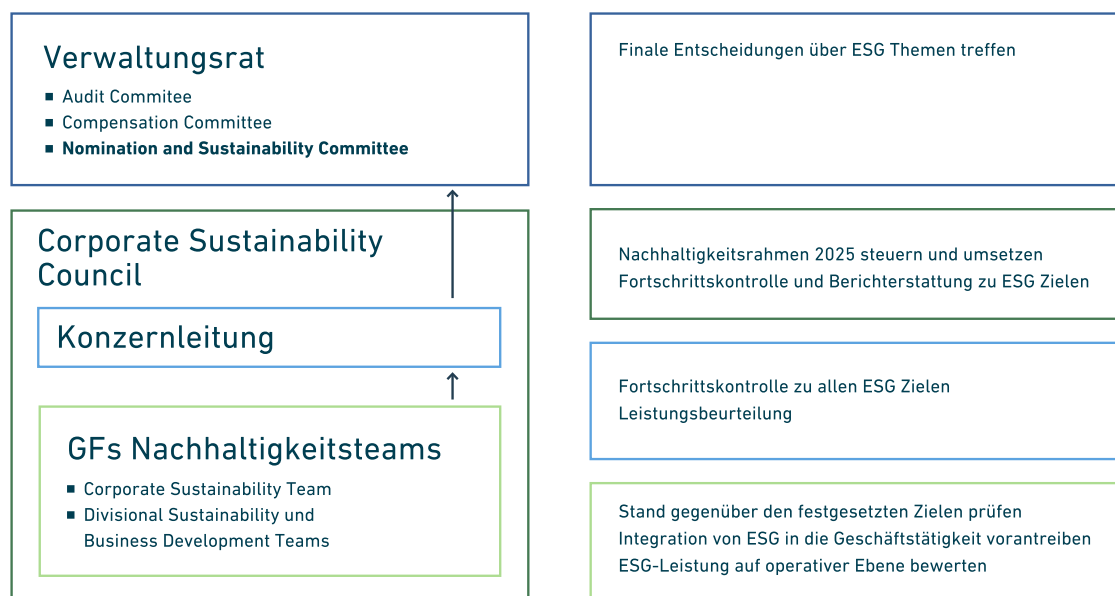 Verwaltungsrat
Audit Commitee
Compensation Committee
Nomination and Sustainability Committee
Finale Entscheidungen über ESG Themen treffen
Corporate Sustainability
Council
Nachhaltigkeitsrahmen 2025 steuern und umsetzen
Fortschrittskontrolle und Berichterstattung zu ESG Zielen
Konzernleitung
Fortschrittskontrolle zu allen ESG Zielen
Leistungsbeurteilung
GFs Nachhaltigkeitsteams
Corporate Sustainability Team
Divisional Sustainability und
Business Development Teams
Stand gegenüber den festgesetzten Zielen prüfen
Integration von ESG in die Geschäftstätigkeit vorantreiben
ESG-Leistung auf operativer Ebene bewerten